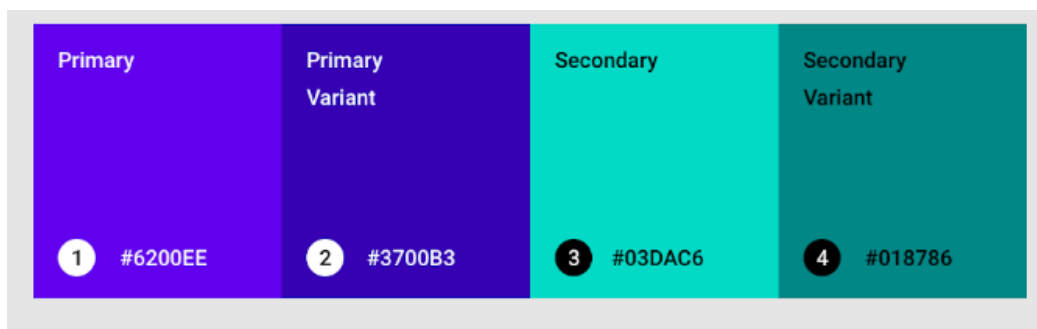 Primary
Primary
Variant
Secondary
Secondary
Variant
1 #6200EE
2 #3700B3
3 #03DAC6
4 #018786